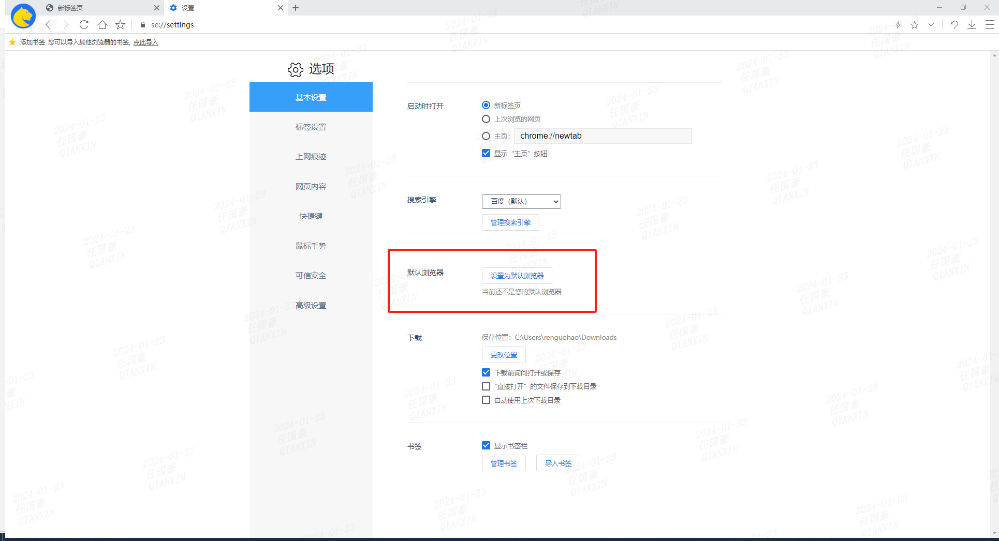 新标签页
设置
se://settings
添加书签 您可以导入其他浏览器的书签, 点此导入
选项
基本设置
标签设置
上网痕迹
网页内容
快捷键
鼠标手势
可信安全
高级设置
启动时打开
新标签页
上次浏览的网页
主页: chrome://newtab
显示“主页”按钮
搜索引擎
百度（默认）
管理搜索引擎
默认浏览器
设置为默认浏览器
当前还不是您的默认浏览器
下载
保存位置: C:\Users\renguohao\Downloads
更改位置
下载前询问打开或保存
"直接打开”的文件保存到下载目录
自动使用上次下载目录
书签
显示书签栏
管理书签
导入书签
2024-01-23
任国豪
QIANXIN